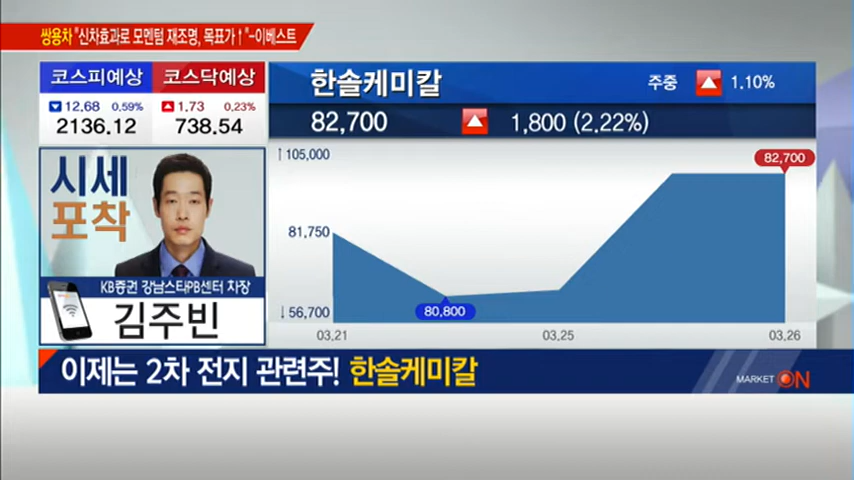 쌍용차 "신차효과로 모멘텀 재조명, 목표가↑"-이베스트
코스피예상 코스닥예상
▼12.68 0.59% ▲1.73 0.23%
2136.12 738.54
한솔케미칼 주중 ▲ 1.10%
82,700 ▲ 1,800 (2.22%)
시세
포착
KB증권 강남스타PB센터 차장
김주빈
↑105,000
82,700
81,750
80,800
↓56,700
03,21 03,25 03,26
이제는 2차 전지 관련주! 한솔케미칼
MARKET ON